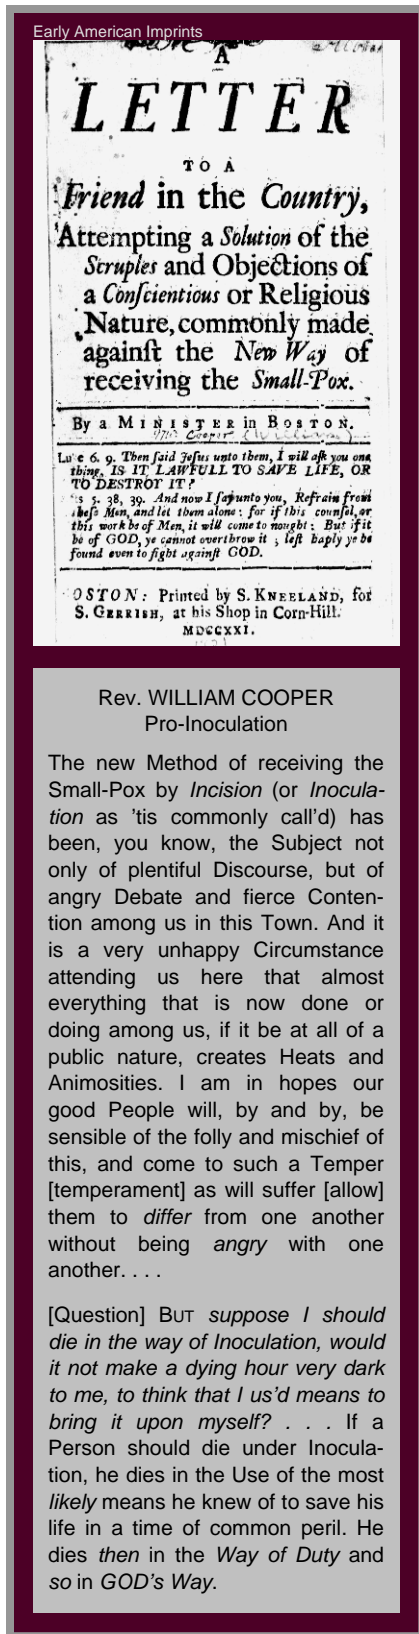 Early American Imprints
A
LETTER
TO A
Friend in the Country,
Attempting a Solution of the
Scruples and Objections of
a Conſcientious or Religious
Nature, commonly made
againſt the New Way of
receiving the Small-Pox.
By a MINISTER in BOSTON.
Mr Cooper (William)
Luke 6. 9. Then ſaid Jeſus unto them, I will aſk you one
thing, IS IT LAWFULL TO SAVE LIFE, OR
TO DESTROY IT?
s 5. 38, 39. And now I ſay unto you, Refrain from
theſe Men, and let them alone: for if this counſel, or
this work be of Men, it will come to nought: But if it
be of GOD, ye cannot overthrow it; leſt haply ye be
found even to fight againſt GOD.
OSTON: Printed by S. KNEELAND, for
S. GERRISH, at his Shop in Corn-Hill.
MDCCXXI.
1721
Rev. WILLIAM COOPER
Pro-Inoculation
The new Method of receiving the
Small-Pox by Incision (or Inocula-
tion as ’tis commonly call’d) has
been, you know, the Subject not
only of plentiful Discourse, but of
angry Debate and fierce Conten-
tion among us in this Town. And it
is a very unhappy Circumstance
attending us here that almost
everything that is now done or
doing among us, if it be at all of a
public nature, creates Heats and
Animosities. I am in hopes our
good People will, by and by, be
sensible of the folly and mischief of
this, and come to such a Temper
[temperament] as will suffer [allow]
them to differ from one another
without being angry with one
another. . . .
[Question] BUT suppose I should
die in the way of Inoculation, would
it not make a dying hour very dark
to me, to think that I us’d means to
bring it upon myself? . . . If a
Person should die under Inocula-
tion, he dies in the Use of the most
likely means he knew of to save his
life in a time of common peril. He
dies then in the Way of Duty and
so in GOD’s Way.